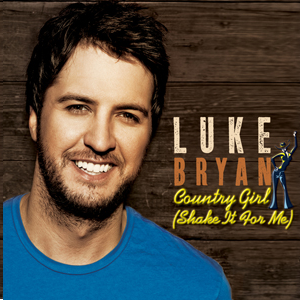 LUKE
BRYAN
Country Girl
(Shake It For Me)